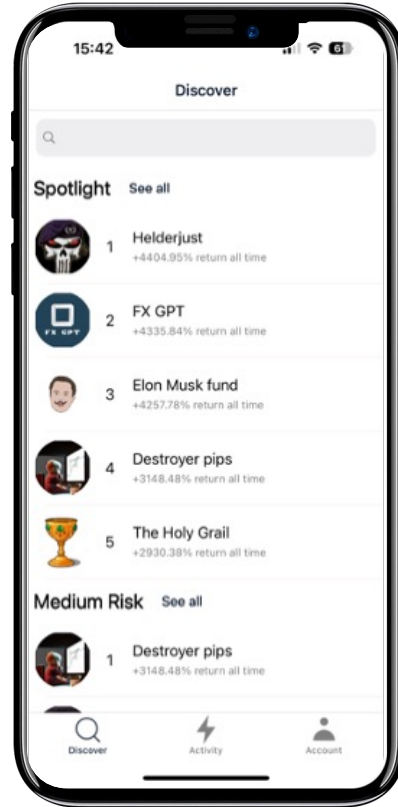 15:42
61
Discover
Spotlight See all
1 Helderjust
+4404.95% return all time
FX GPT
2 FX GPT
+4335.84% return all time
3 Elon Musk fund
+4257.78% return all time
4 Destroyer pips
+3148.48% return all time
5 The Holy Grail
+2930.38% return all time
Medium Risk See all
1 Destroyer pips
+3148.48% return all time
Discover Activity Account